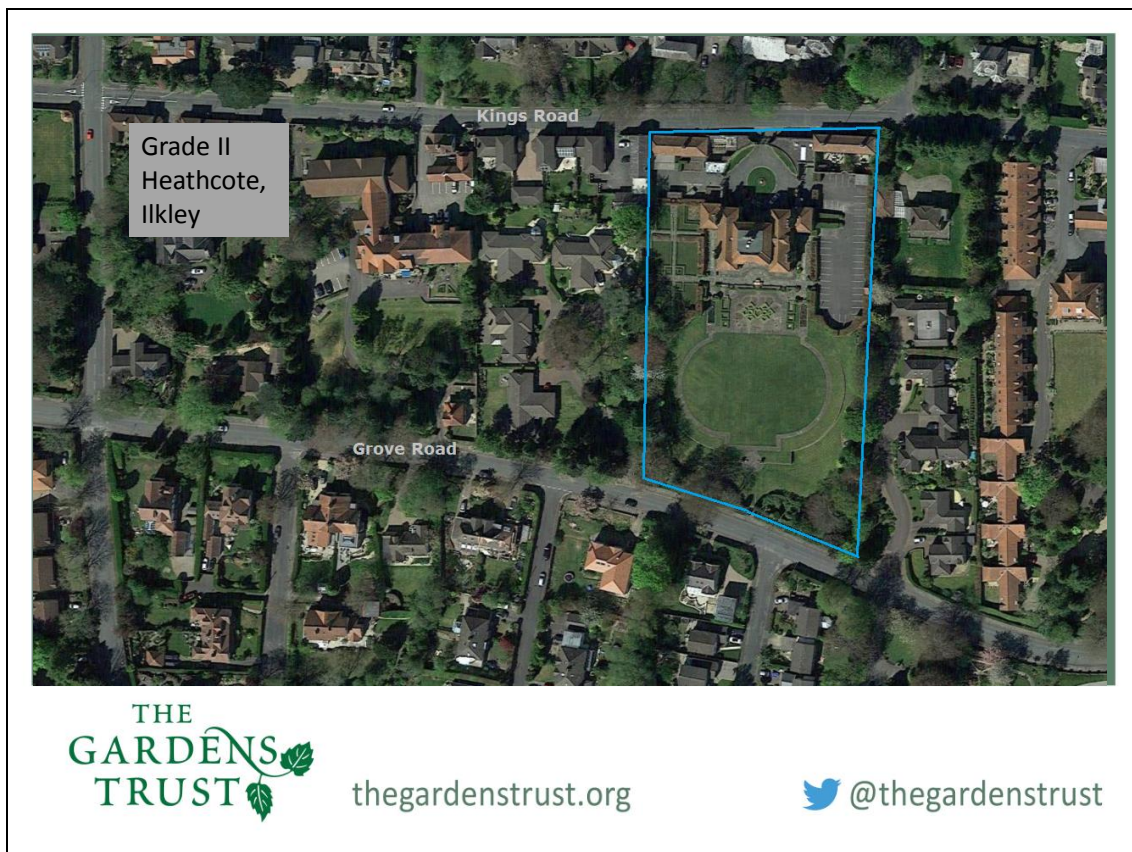 Kings Road
Grade II
Heathcote,
Ilkley
Grove Road
THE
GARDENS
TRUST
thegardenstrust.org
@thegardenstrust